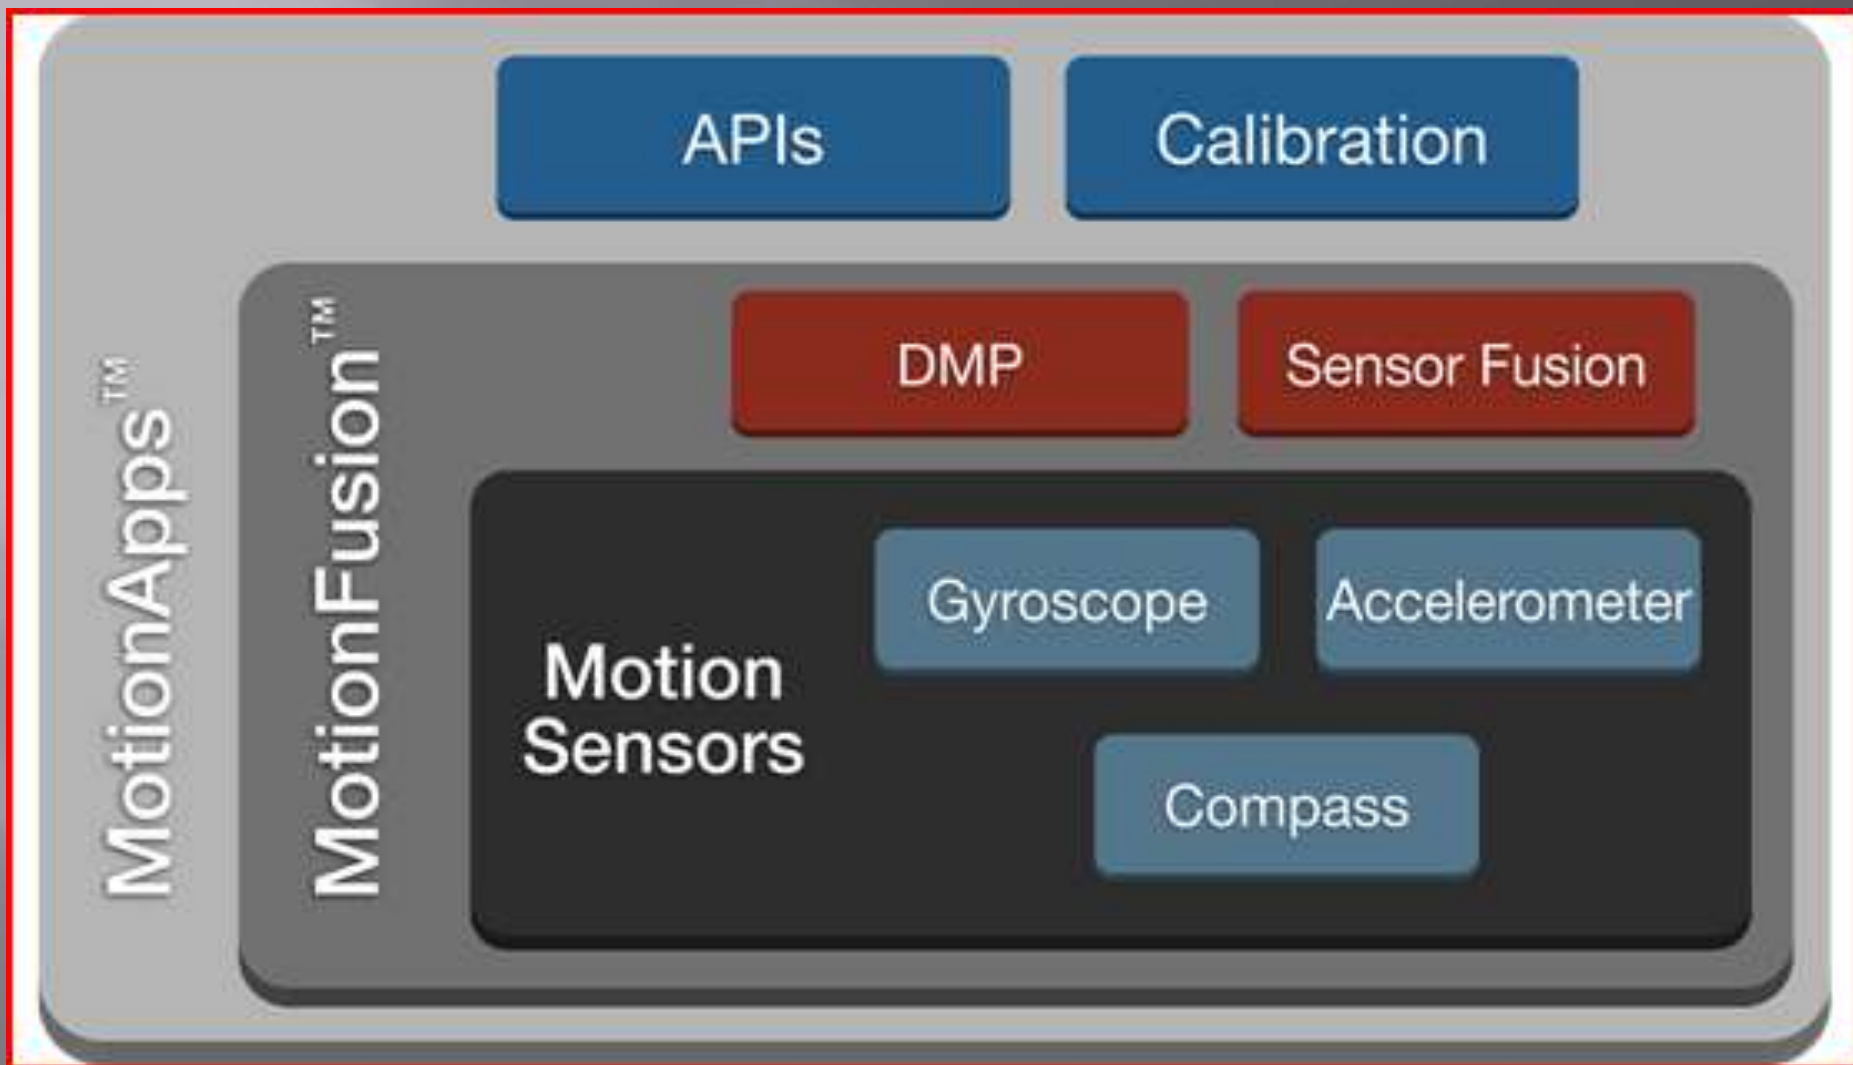 APIs
Calibration
MotionApps™
MotionFusion™
DMP
Sensor Fusion
Motion
Sensors
Gyroscope
Accelerometer
Compass